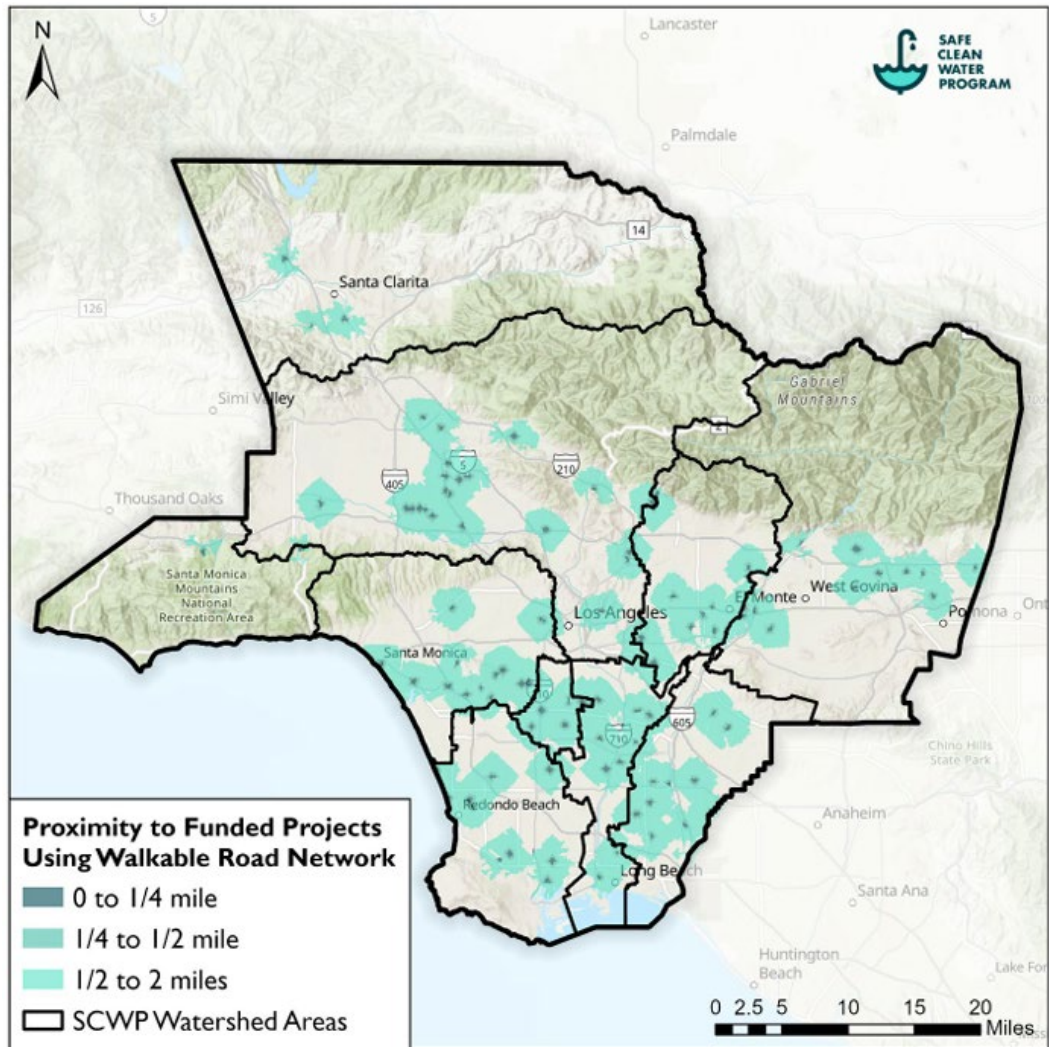 N
5
Lancaster
SAFE
CLEAN
WATER
PROGRAM
Palmdale
14
Santa Clarita
126
Gabriel
Mountains
Simi Valley
2
5
210
405
Thousand Oaks
Santa Monica
Mountains
National
Recreation Area
El Monte
West Covina
Los Angeles
Pomona
Ont
Santa Monica
605
710
Chino Hills
State Park
Redondo Beach
Anaheim
Long Beach
Santa Ana
Huntington
Beach
Lake For
Proximity to Funded Projects
Using Walkable Road Network
0 to 1/4 mile
1/4 to 1/2 mile
1/2 to 2 miles
SCWP Watershed Areas
0 2.5 5 10 15 20
Miles